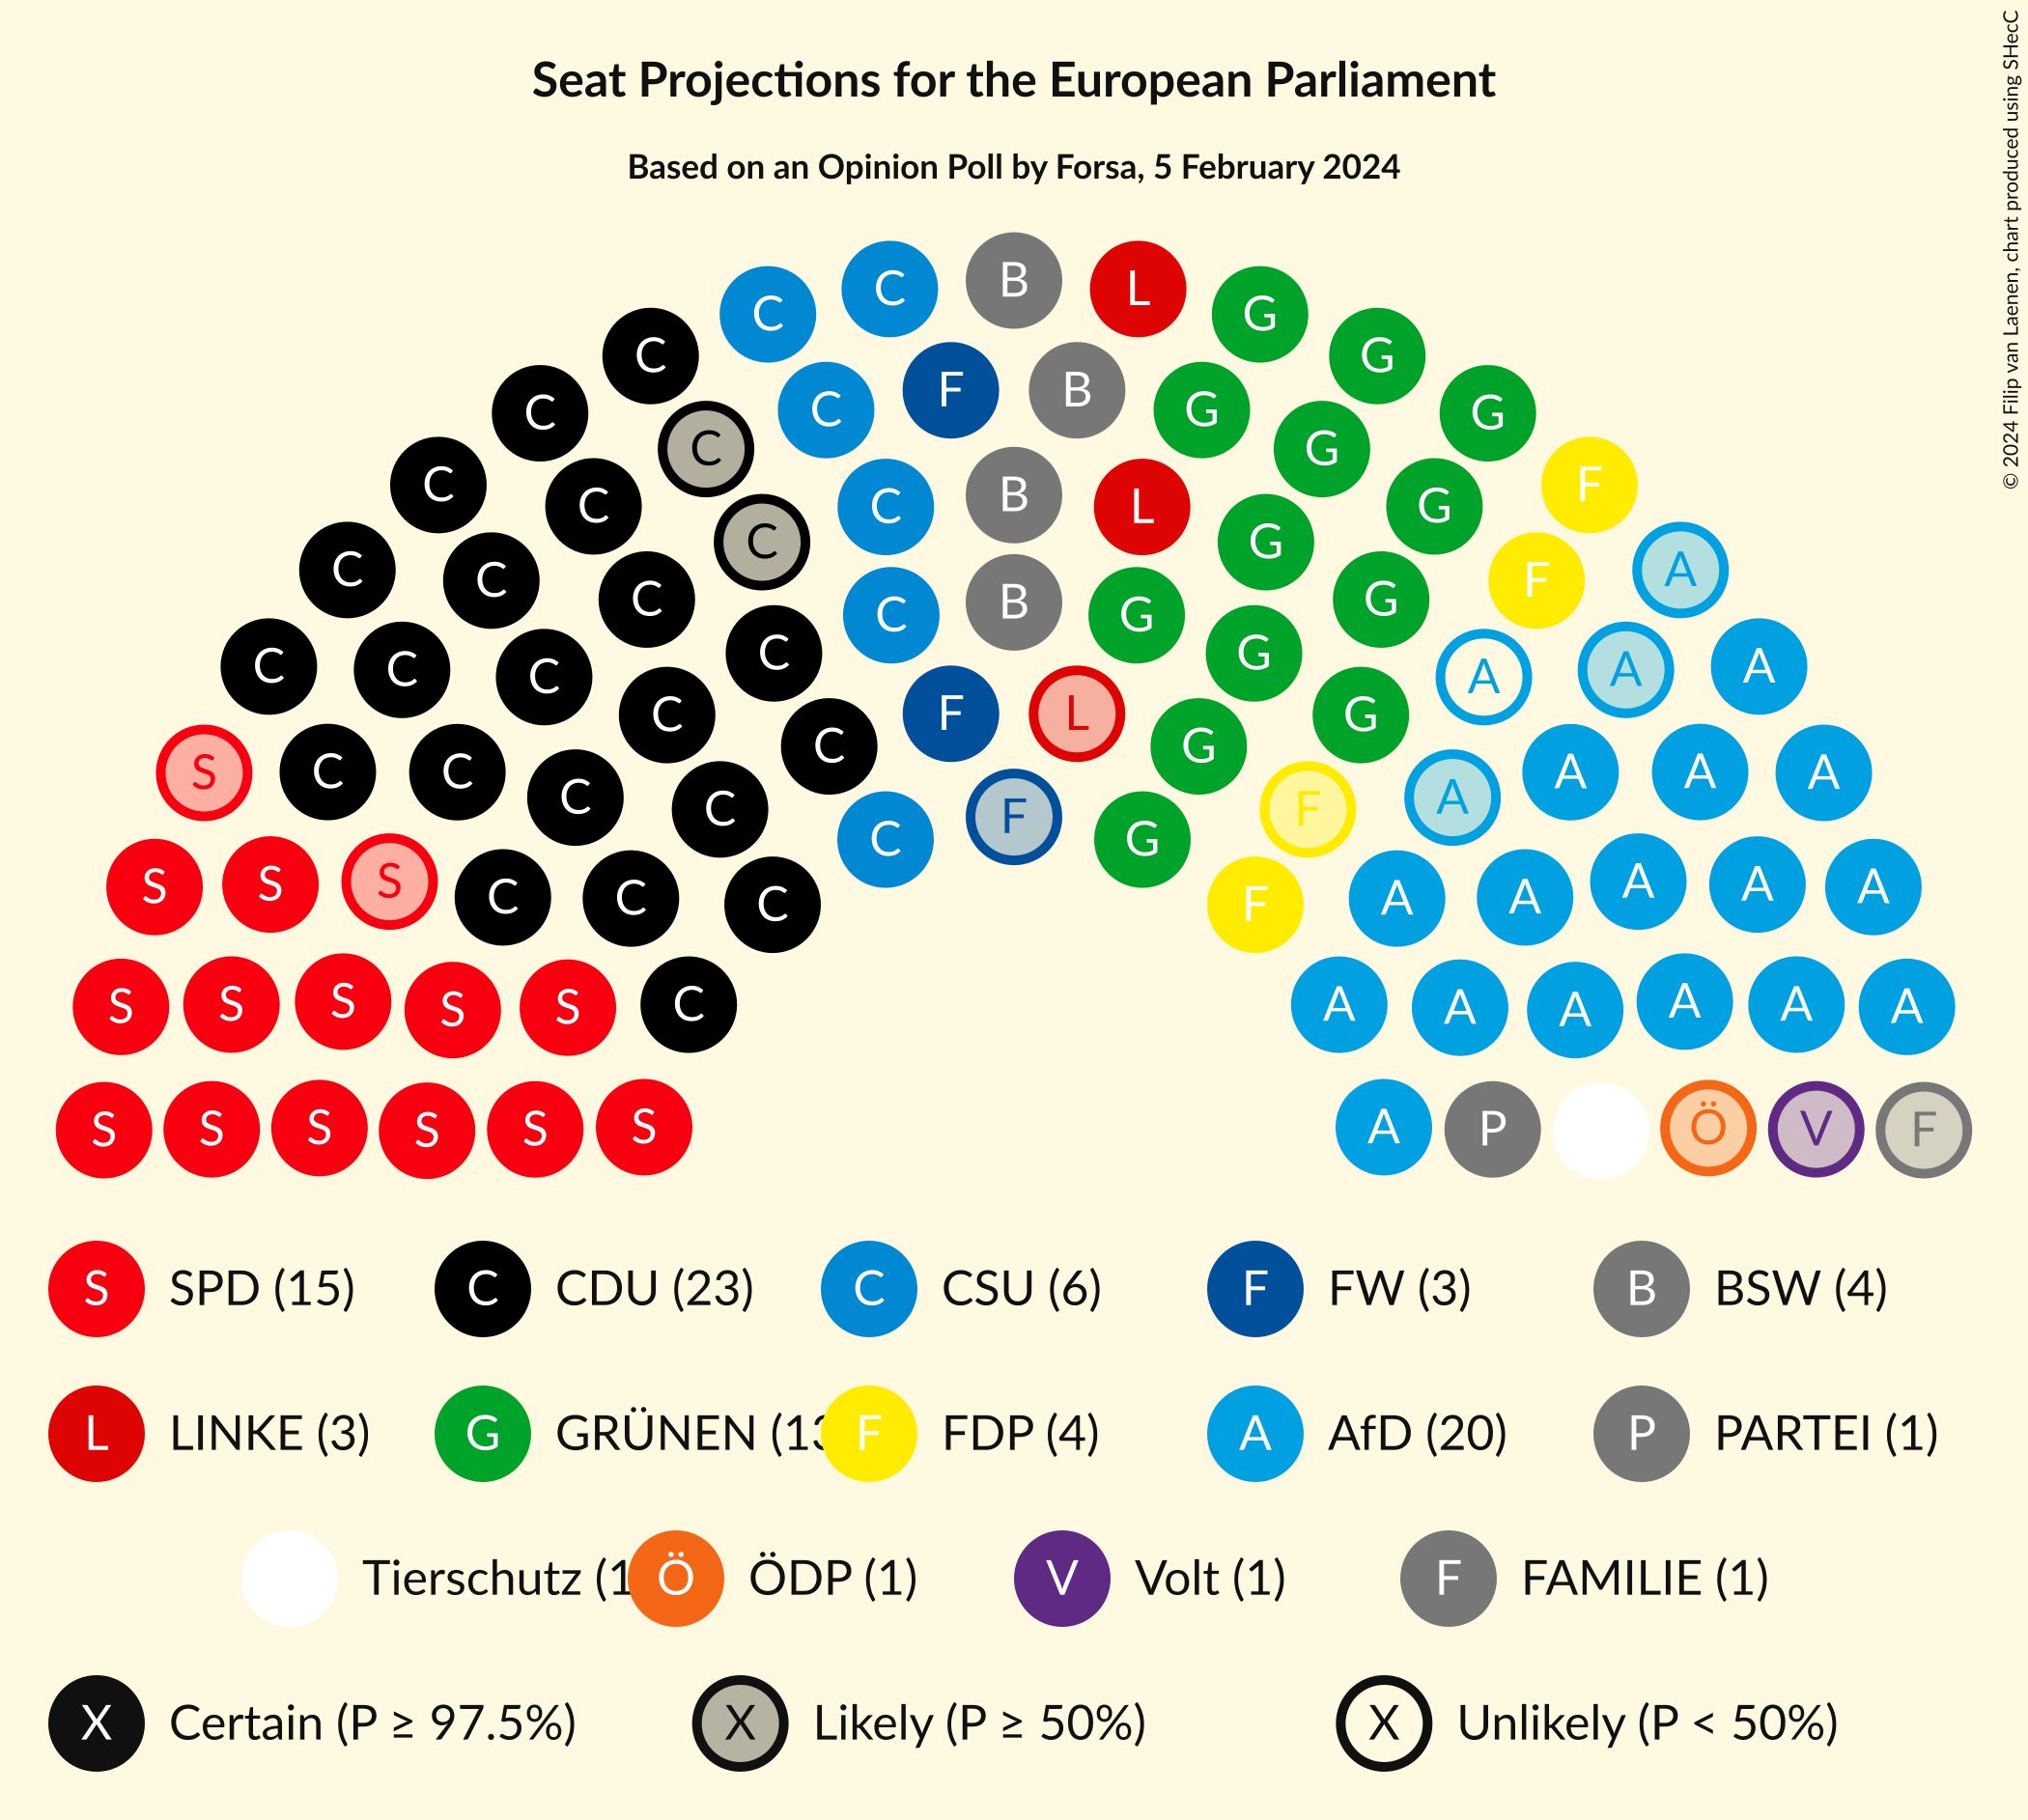 Seat Projections for the European Parliament
Based on an Opinion Poll by Forsa, 5 February 2024
© 2024 Filip van Laenen, chart produced using SHecC
B
C C L G
C G
C F B G
C C G
C C G G
C C B L F
C C C G F A
C C C B G
C C C G A A A
C C C F L G G
S C C C C C G F A A A A
C F G
S S S C C C F A A A A A
S S S S S C A A A A A A
S S S S S S A P Ö V F
S SPD (15) C CDU (23) C CSU (6) F FW (3) B BSW (4)
L LINKE (3) G GRÜNEN (13 F FDP (4) A AfD (20) P PARTEI (1)
Tierschutz (1 Ö ÖDP (1) V Volt (1) F FAMILIE (1)
X Certain (P ≥ 97.5%) X Likely (P ≥ 50%) X Unlikely (P < 50%)